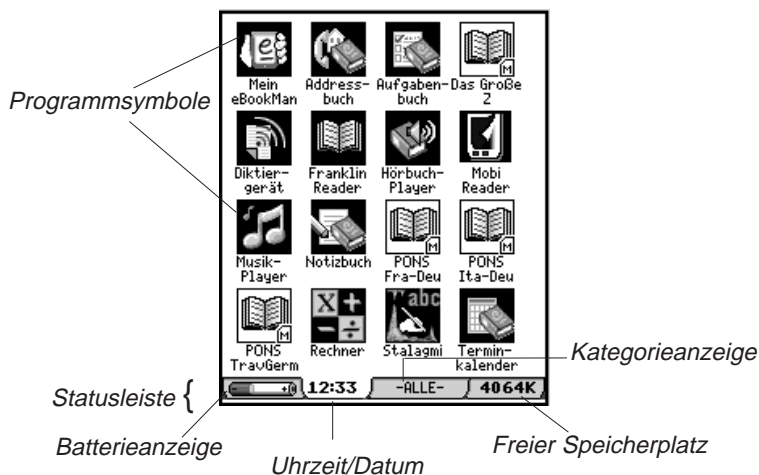 Programmsymbole
Mein
eBookMan
Address-
buch
Aufgaben-
buch
Das Große
Z
M
Diktier-
gerät
Franklin
Reader
Hörbuch-
Player
Mobi
Reader
Musik-
Player
Notizbuch
PONS
Fra-Deu
M
PONS
Ita-Deu
M
PONS
TravGerm
M
X + - ÷
Rechner
abc
Stalagmi
Termin-
kalender
Kategorieanzeige
Statusleiste {
12:33
-ALLE-
4064K
Batterieanzeige
Uhrzeit/Datum
Freier Speicherplatz